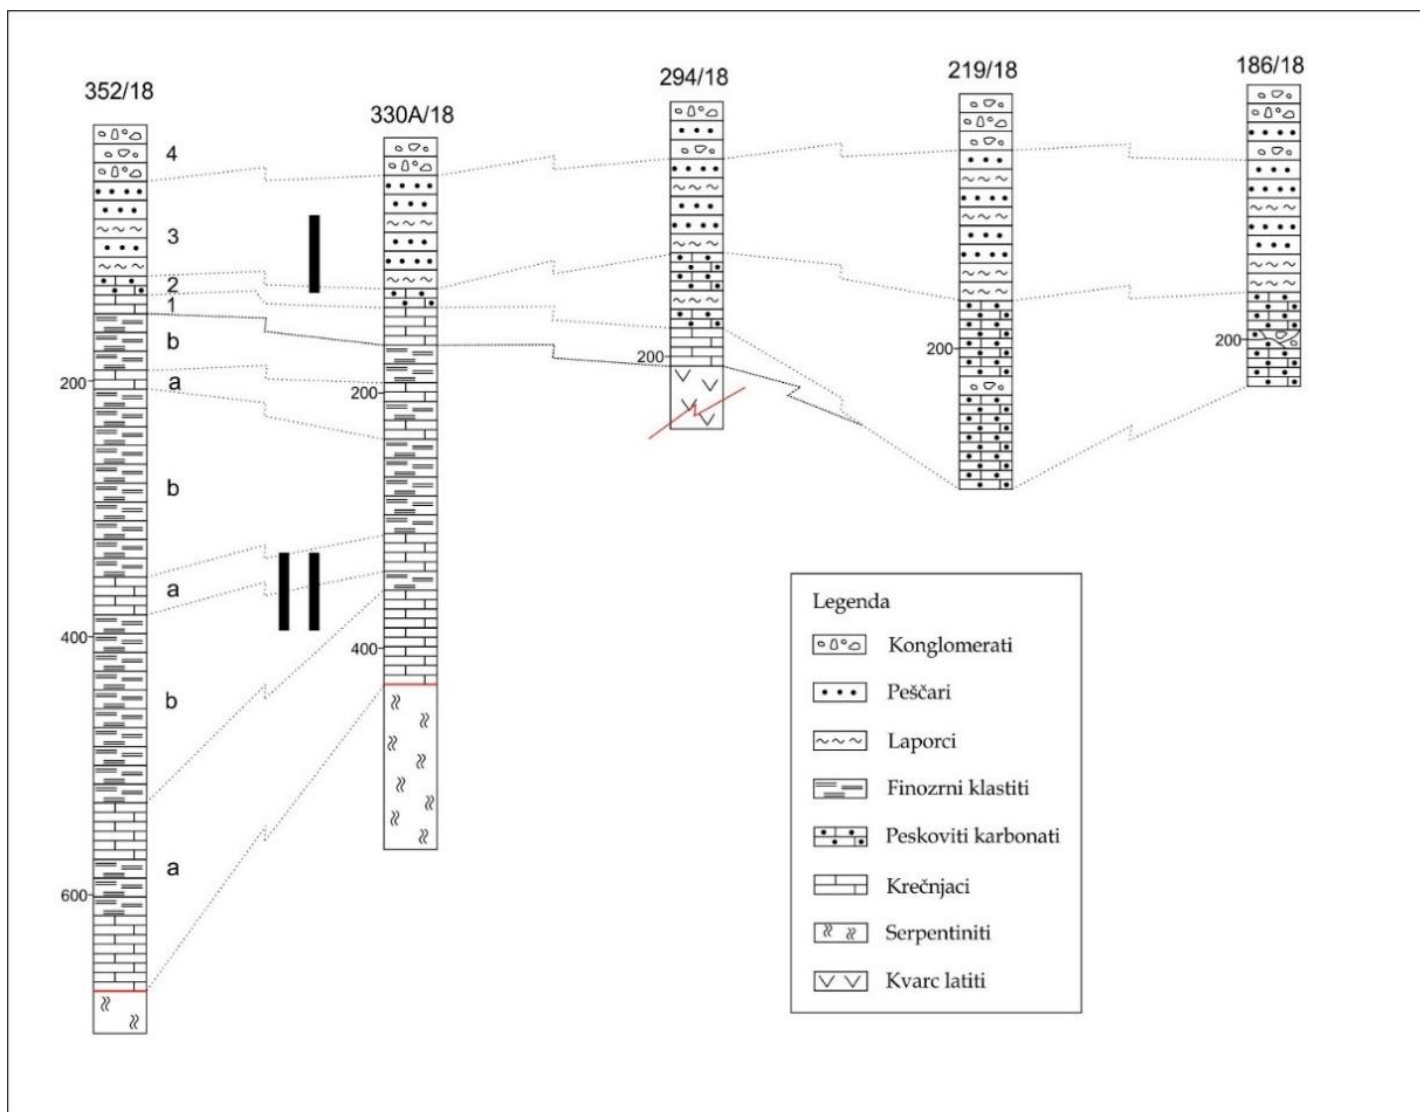 352/18
330A/18
294/18
219/18
186/18
4
3
2
1
b
a
b
a
b
a
200
400
600
200
400
200
200
200
Legenda
Konglomerati
Peščari
Laporci
Finozrni klastiti
Peskoviti karbonati
Krečnjaci
Serpentiniti
Kvarc latiti